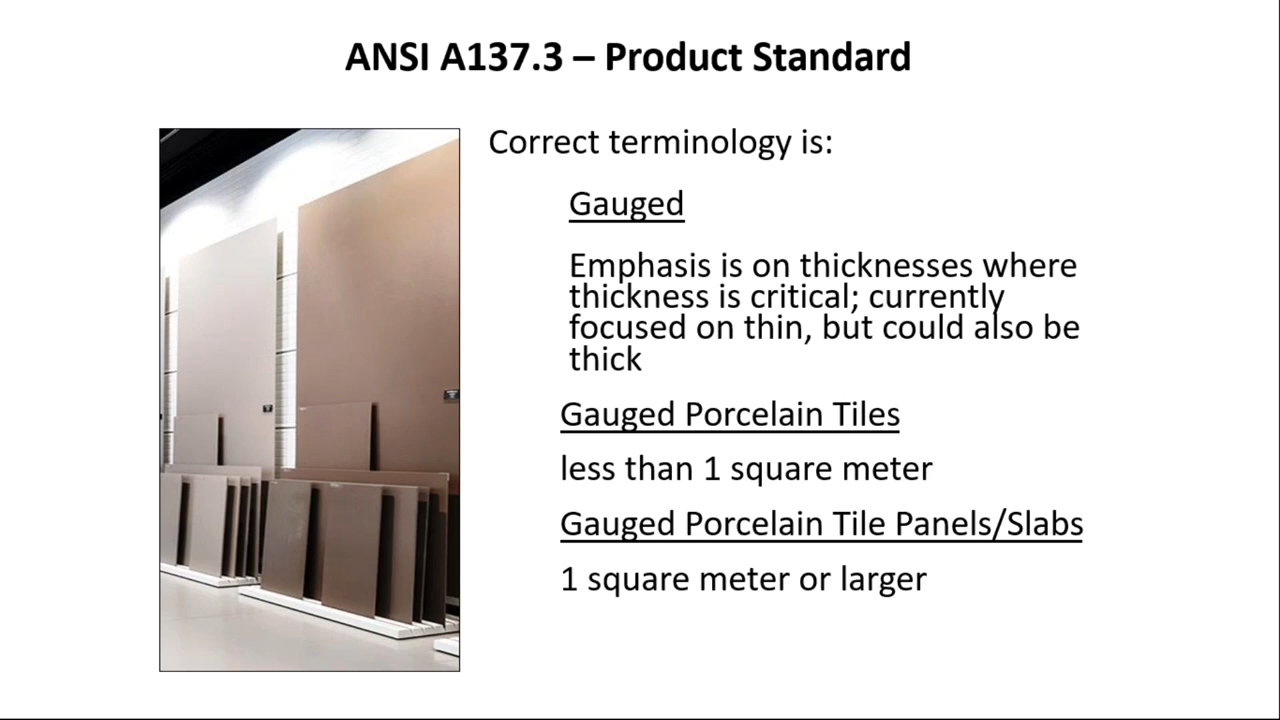 ANSI A137.3 – Product Standard
Correct terminology is:
Gauged
Emphasis is on thicknesses where
thickness is critical; currently
focused on thin, but could also be
thick
Gauged Porcelain Tiles
less than 1 square meter
Gauged Porcelain Tile Panels/Slabs
1 square meter or larger